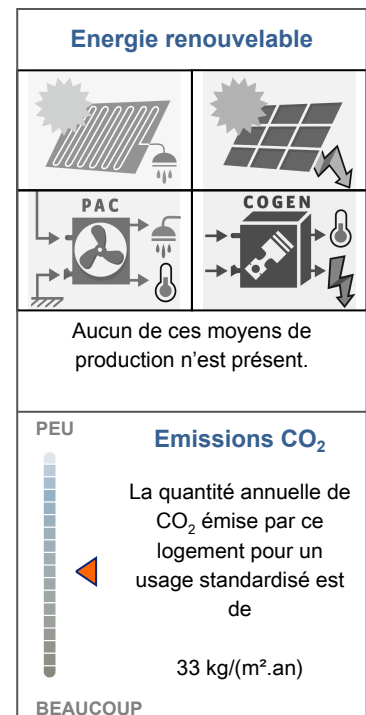 Energie renouvelable
PAC
COGEN
Aucun de ces moyens de
production n’est présent.
PEU
Emissions CO₂
La quantité annuelle de
CO₂ émise par ce
logement pour un
usage standardisé est
de
33 kg/(m².an)
BEAUCOUP